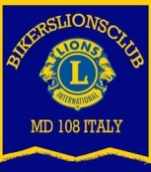 BIKERSLIONSCLUB
LIONS
L
INTERNATIONAL
MD 108 ITALY